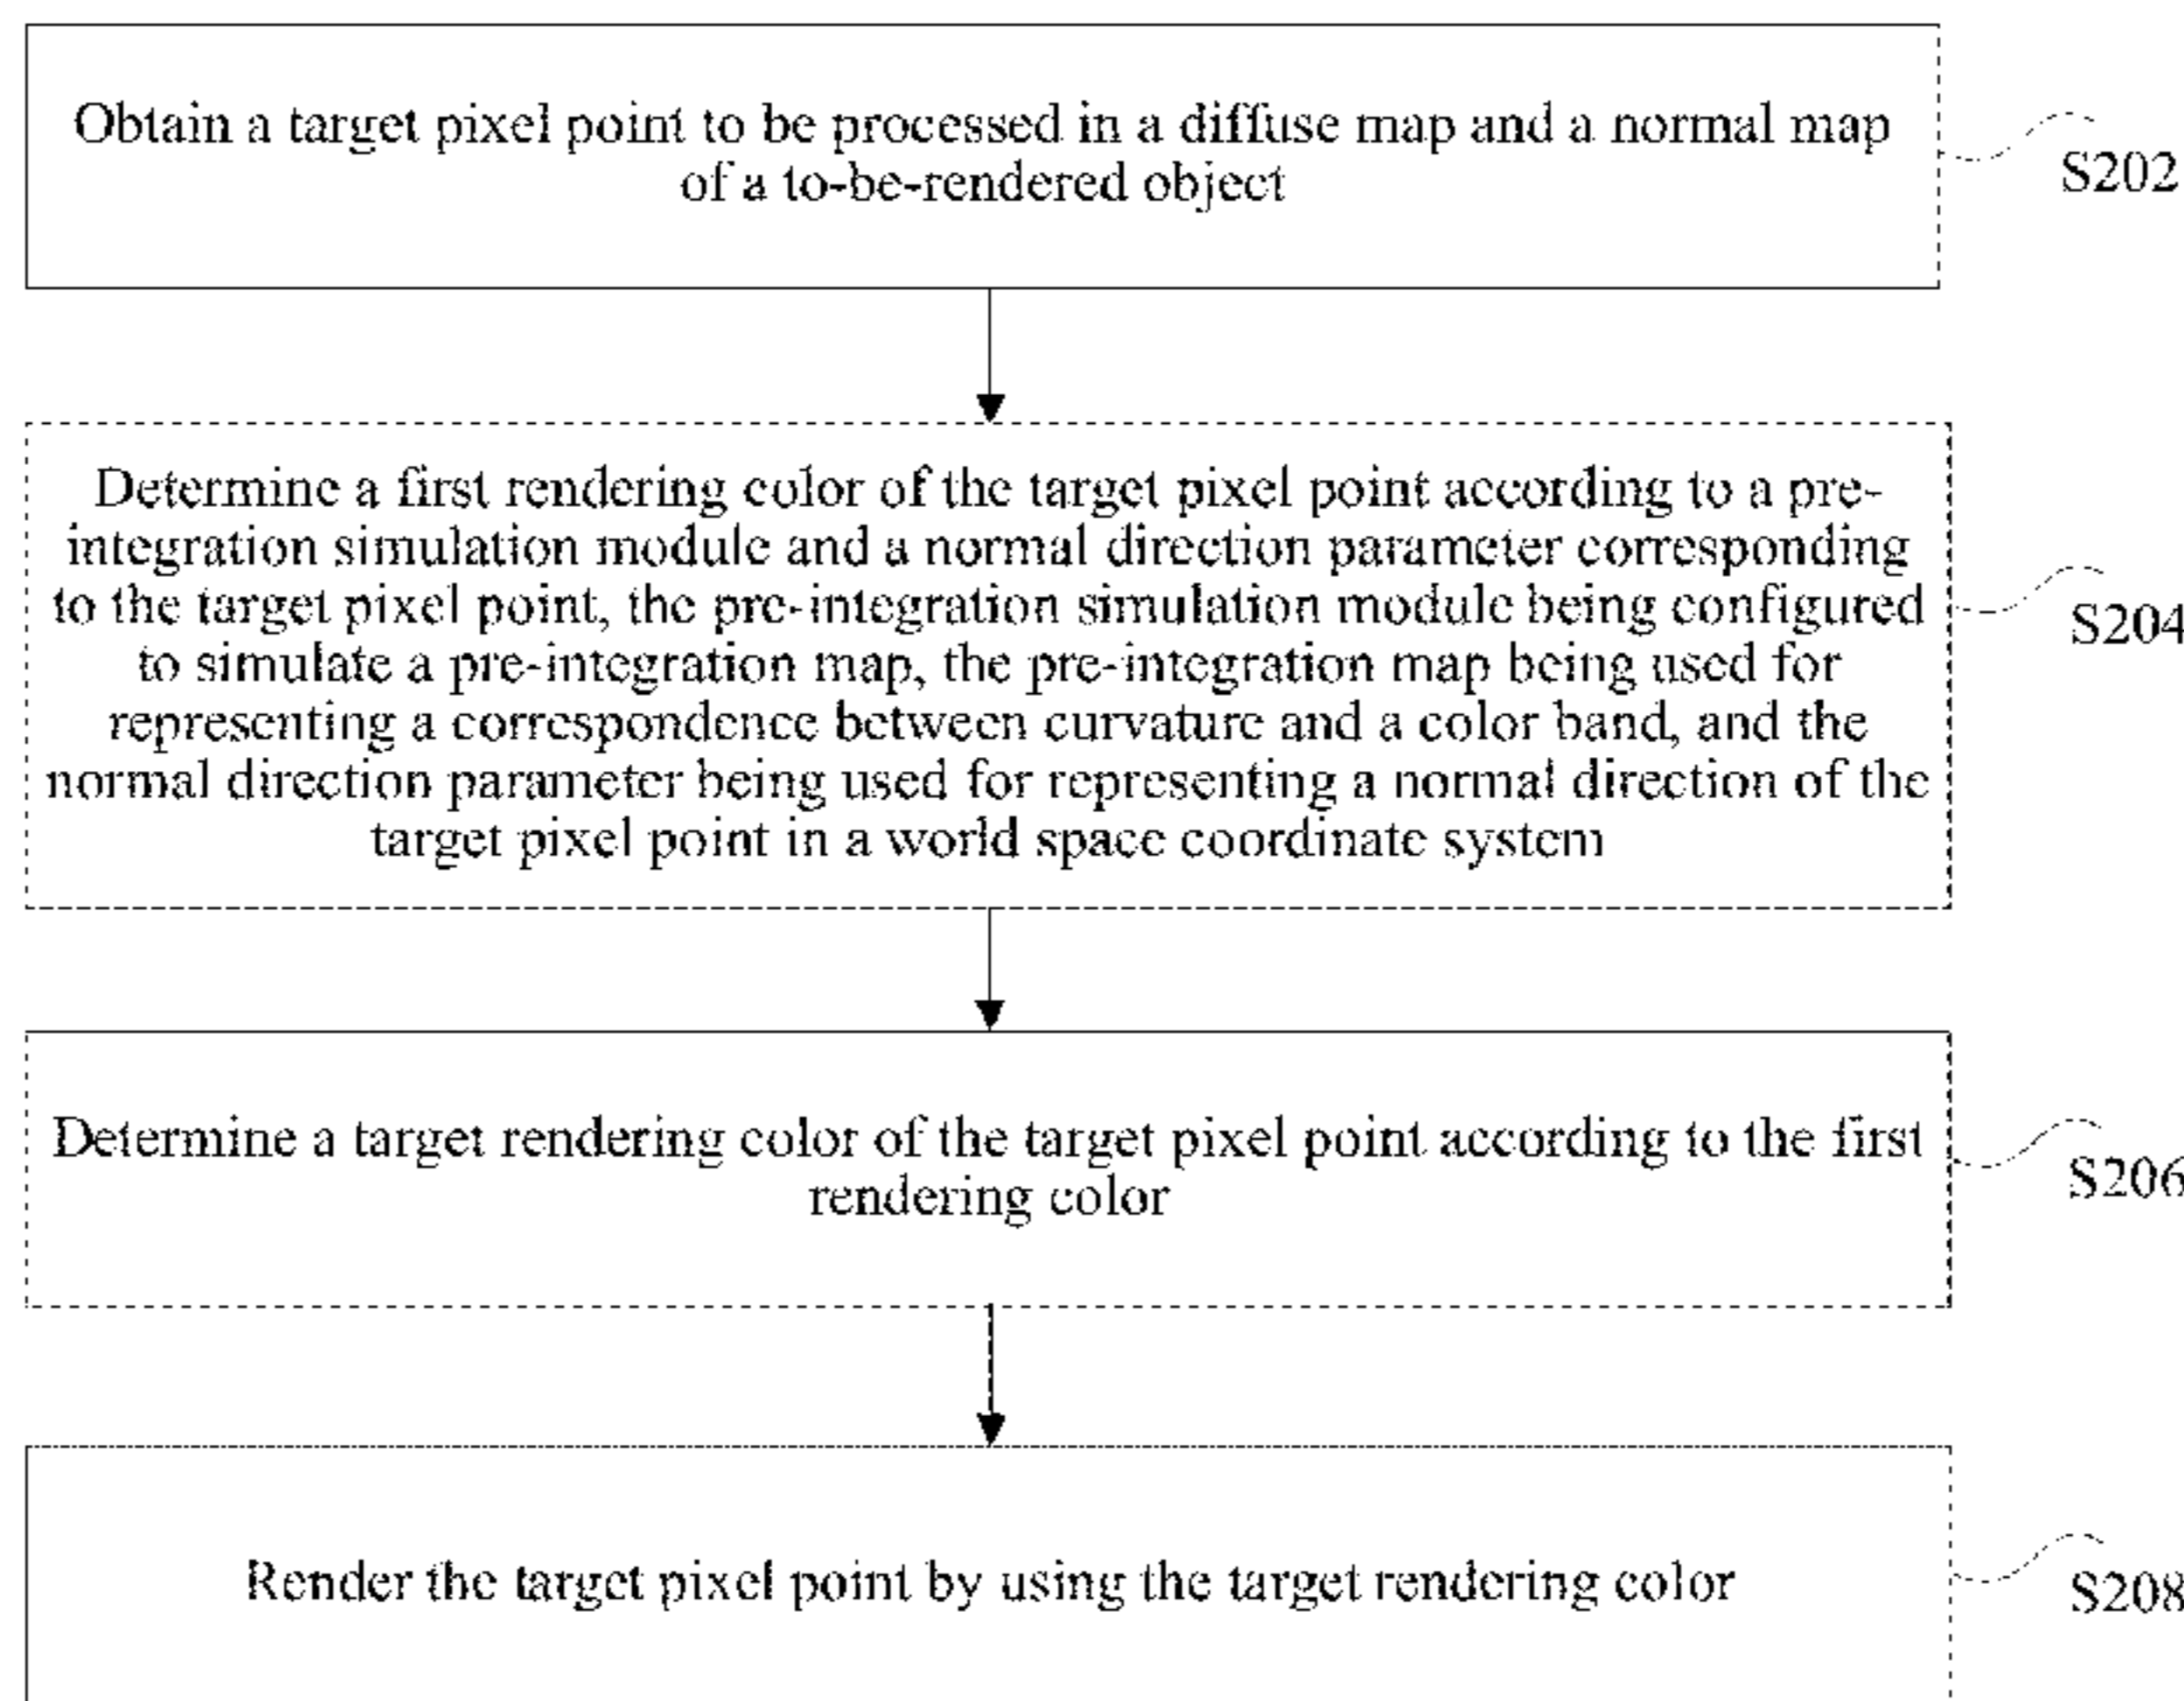 Obtain a target pixel point to be processed in a diffuse map and a normal map
of a to-be-rendered object
S202
Determine a first rendering color of the target pixel point according to a pre-
integration simulation module and a normal direction parameter corresponding
to the target pixel point, the pre-integration simulation module being configured
to simulate a pre-integration map, the pre-integration map being used for
representing a correspondence between curvature and a color band, and the
normal direction parameter being used for representing a normal direction of the
target pixel point in a world space coordinate system
S204
Determine a target rendering color of the target pixel point according to the first
rendering color
S206
Render the target pixel point by using the target rendering color
S208